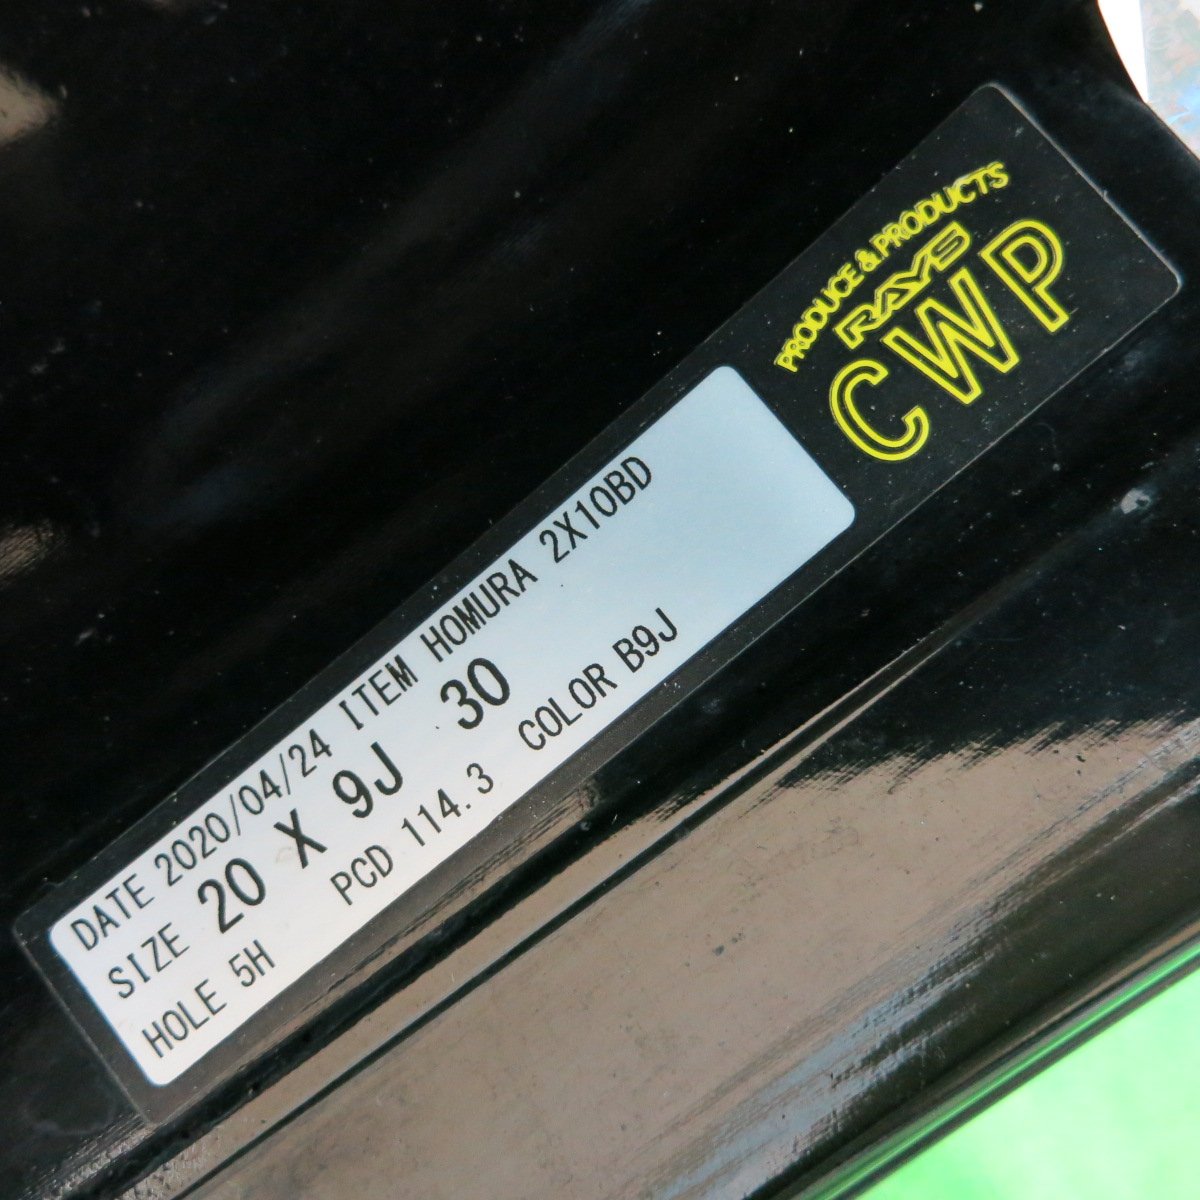 DATE 2020/04/24 ITEM HOMURA 2X10BD
SIZE 20 X 9J 30
HOLE 5H PCD 114.3 COLOR B9J
PRODUCE & PRODUCTS
RAYS
CWP